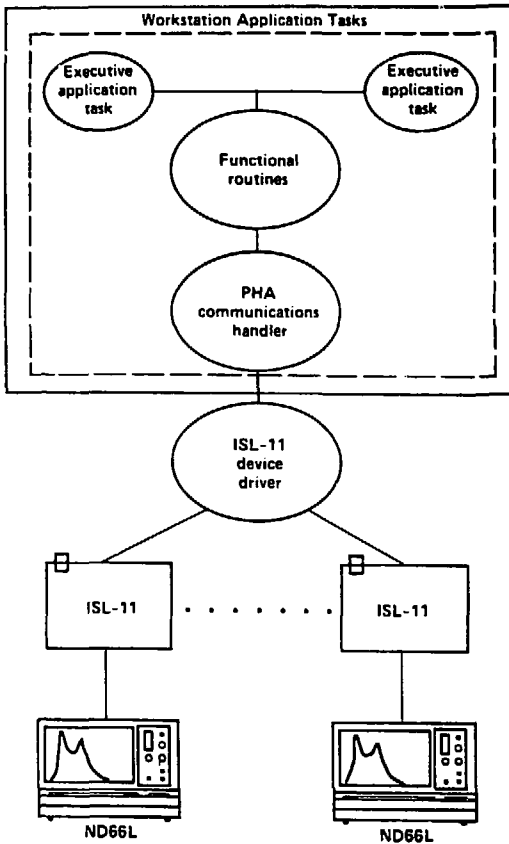 Workstation Application Tasks
Executive
application
task
Executive
application
task
Functional
routines
PHA
communications
handler
ISL-11
device
driver
ISL-11
ISL-11
ND66L
ND66L